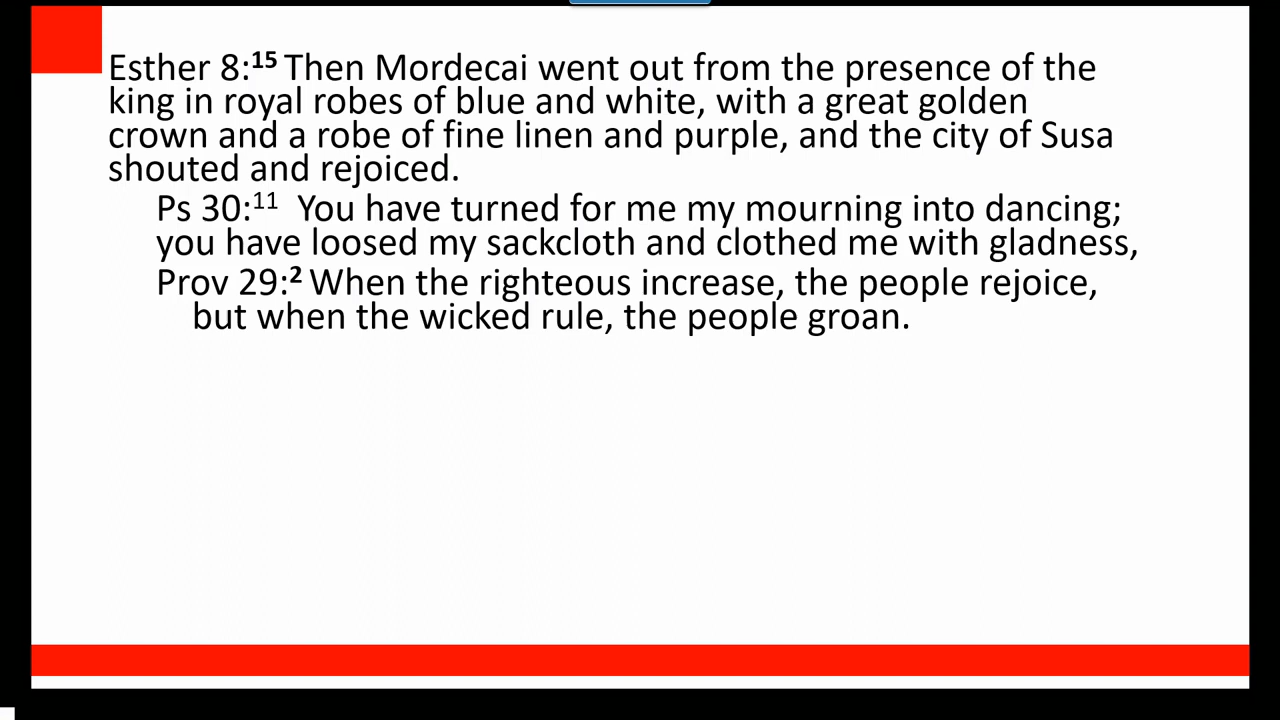 Esther 8:15 Then Mordecai went out from the presence of the
king in royal robes of blue and white, with a great golden
crown and a robe of fine linen and purple, and the city of Susa
shouted and rejoiced.
Ps 30:11 You have turned for me my mourning into dancing;
you have loosed my sackcloth and clothed me with gladness,
Prov 29:2 When the righteous increase, the people rejoice,
but when the wicked rule, the people groan.